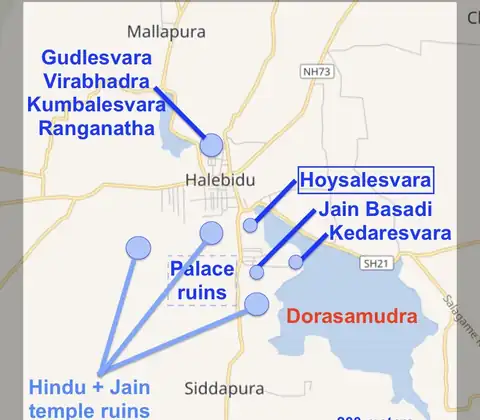 Mallapura
Gudlesvara
Virabhadra
Kumbalesvara
Ranganatha
NH73
Halebidu
Hoysalesvara
Jain Basadi
Kedaresvara
SH21
Palace
ruins
Dorasamudra
Salagame
Hindu + Jain
temple ruins
Siddapura